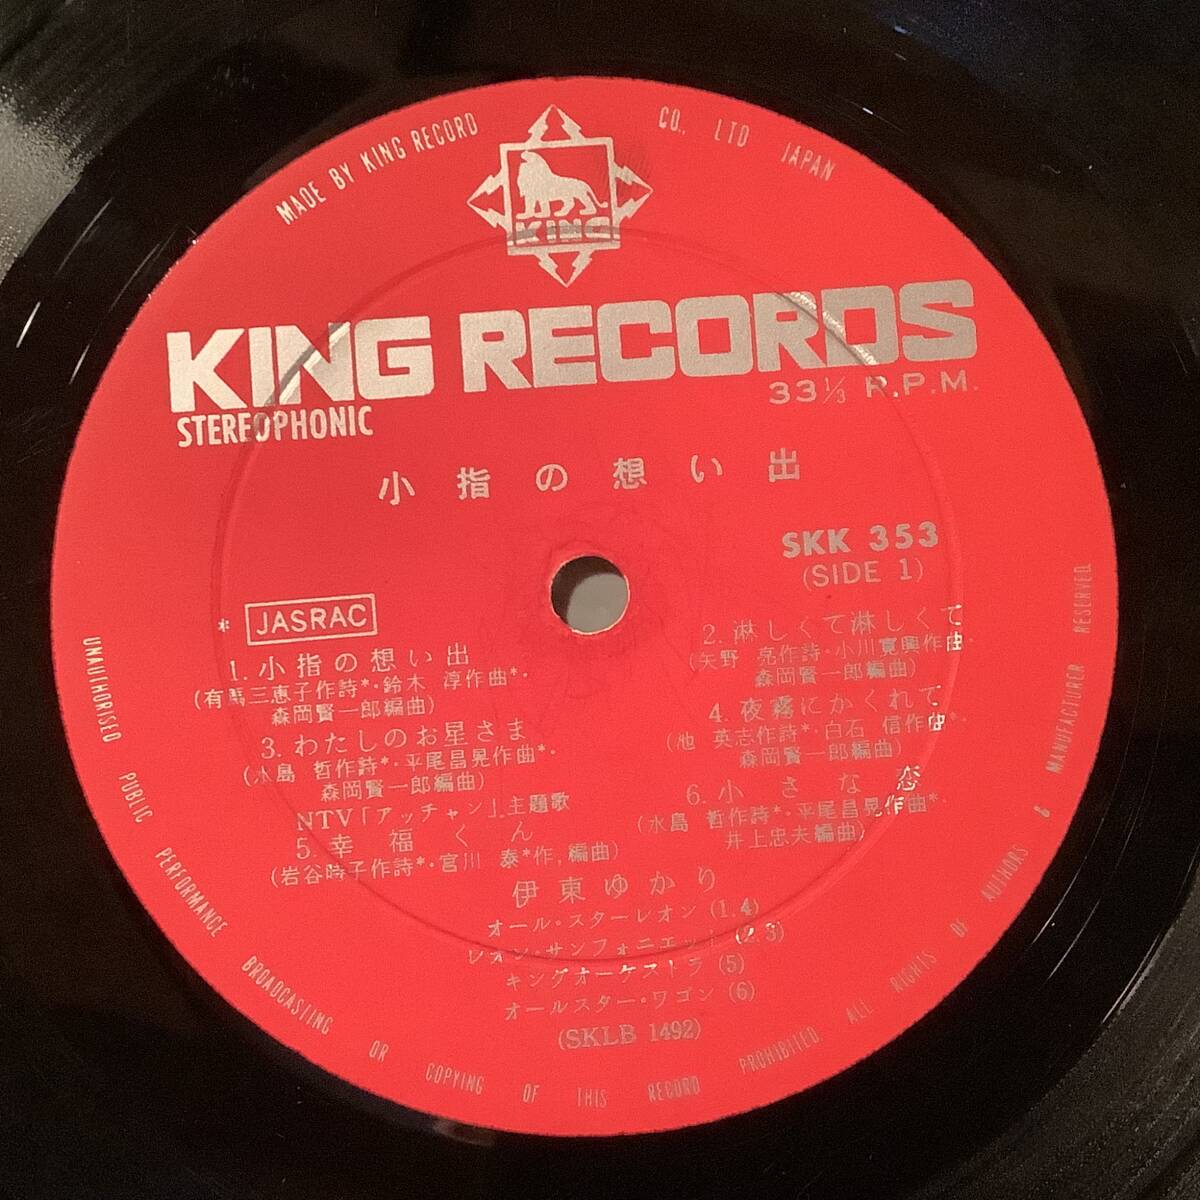 MADE BY KING RECORD CO., LTD JAPAN
KING
KING RECORDS
STEREOPHONIC
33 1/3 R.P.M.
小指の想い出
SKK 353
(SIDE 1)
* JASRAC
1. 小指の想い出
(有馬三恵子作詩*・鈴木 淳作曲*・
森岡賢一郎編曲)
2. 淋しくて淋しくて
(矢野 亮作詩・小川寛興作曲
森岡賢一郎編曲)
3. わたしのお星さま
(水島 哲作詩*・平尾昌晃作曲*・
森岡賢一郎編曲)
4. 夜霧にかくれて
(池 英志作詩*・白石 信作曲*・
森岡賢一郎編曲)
NTV「アッチャン」主題歌
5. 幸福くん
(岩谷時子作詩*・宮川 泰*作,編曲)
6. 小さな恋
(水島 哲作詩*・平尾昌晃作曲*・
井上忠夫編曲)
伊東ゆかり
オール・スターレオン (1.4)
レオン・サンフォニエット (2.3)
キングオーケストラ (5)
オールスター・ワゴン (6)
(SKLB 1492)
UNAUTHORISED PUBLIC PERFORMANCE BROADCASTING OR COPYING OF THIS RECORD PROHIBITED ALL RIGHTS OF AUTHORS & MANUFACTURER RESERVED.